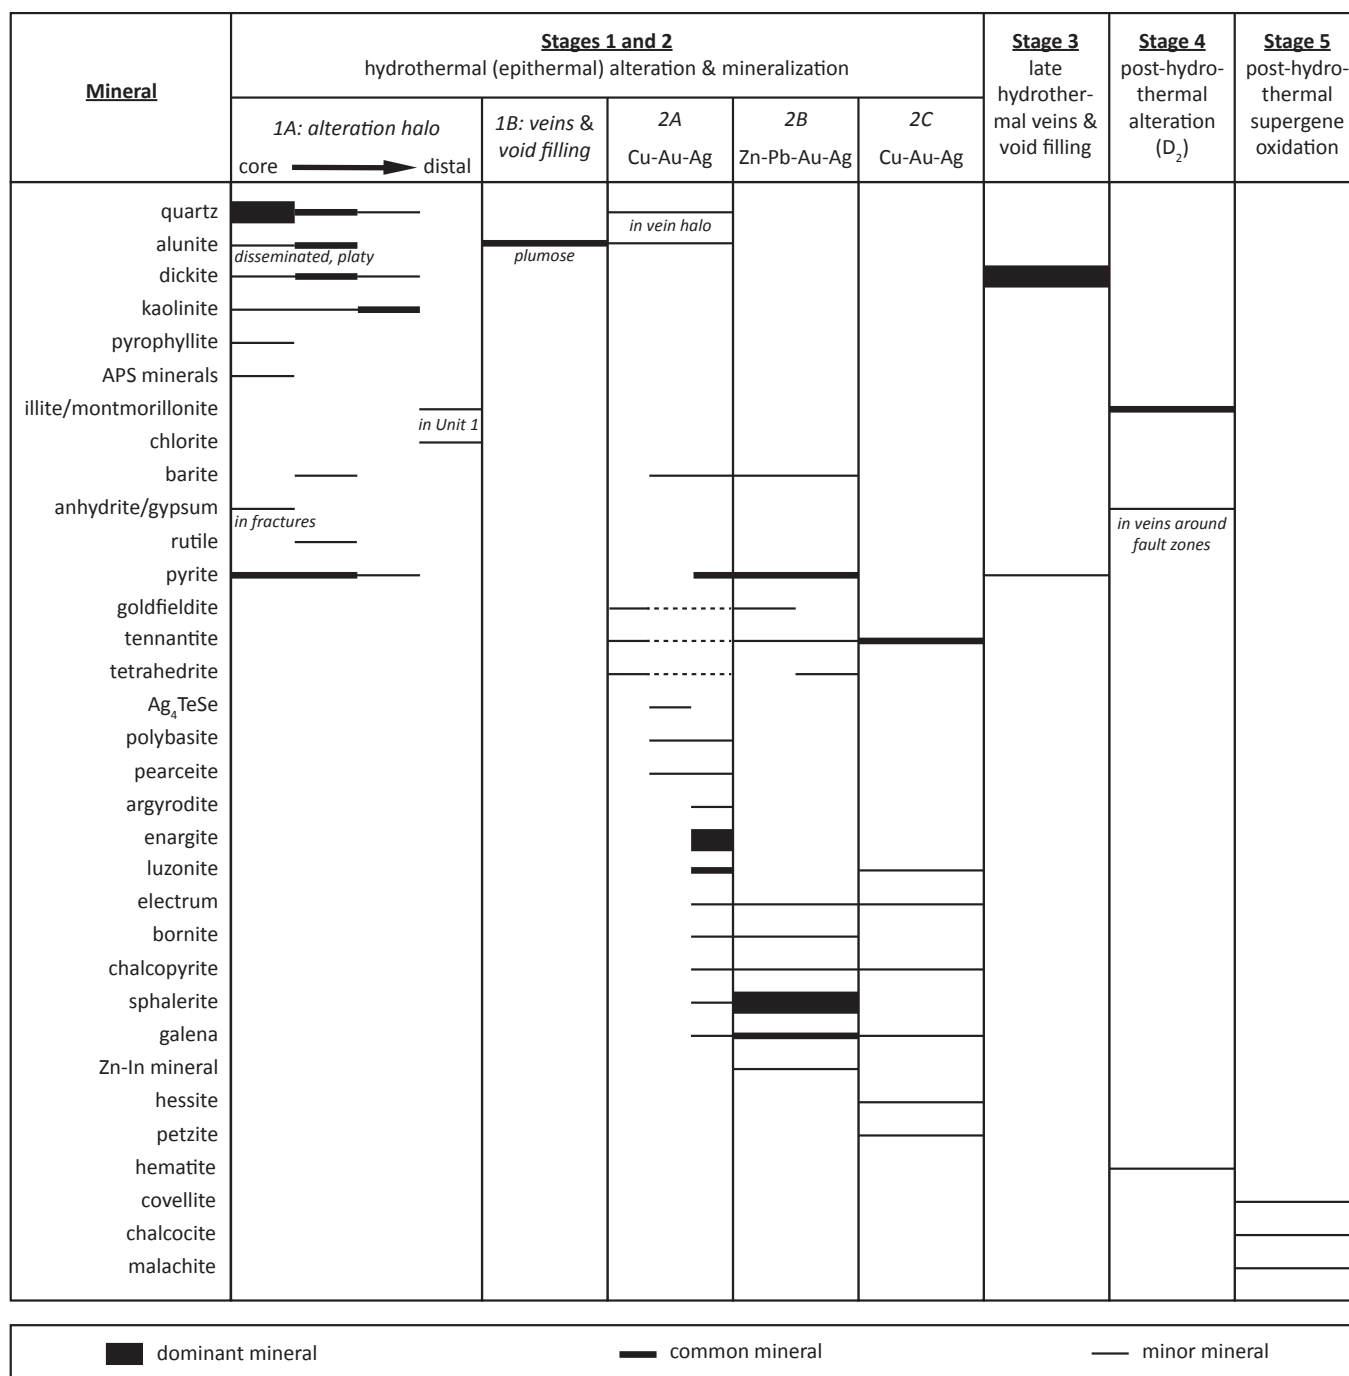 Mineral
Stages 1 and 2
hydrothermal (epithermal) alteration & mineralization
1A: alteration halo
core distal
1B: veins &
void filling
2A
Cu-Au-Ag
2B
Zn-Pb-Au-Ag
2C
Cu-Au-Ag
Stage 3
late
hydrother-
mal veins &
void filling
Stage 4
post-hydro-
thermal
alteration
(D2)
Stage 5
post-hydro-
thermal
supergene
oxidation
quartz
in vein halo
alunite
disseminated, platy
plumose
dickite
kaolinite
pyrophyllite
APS minerals
illite/montmorillonite
in Unit 1
chlorite
barite
anhydrite/gypsum
in fractures
in veins around
fault zones
rutile
pyrite
goldfieldite
tennantite
tetrahedrite
Ag4TeSe
polybasite
pearceite
argyrodite
enargite
luzonite
electrum
bornite
chalcopyrite
sphalerite
galena
Zn-In mineral
hessite
petzite
hematite
covellite
chalcocite
malachite
dominant mineral
common mineral
minor mineral